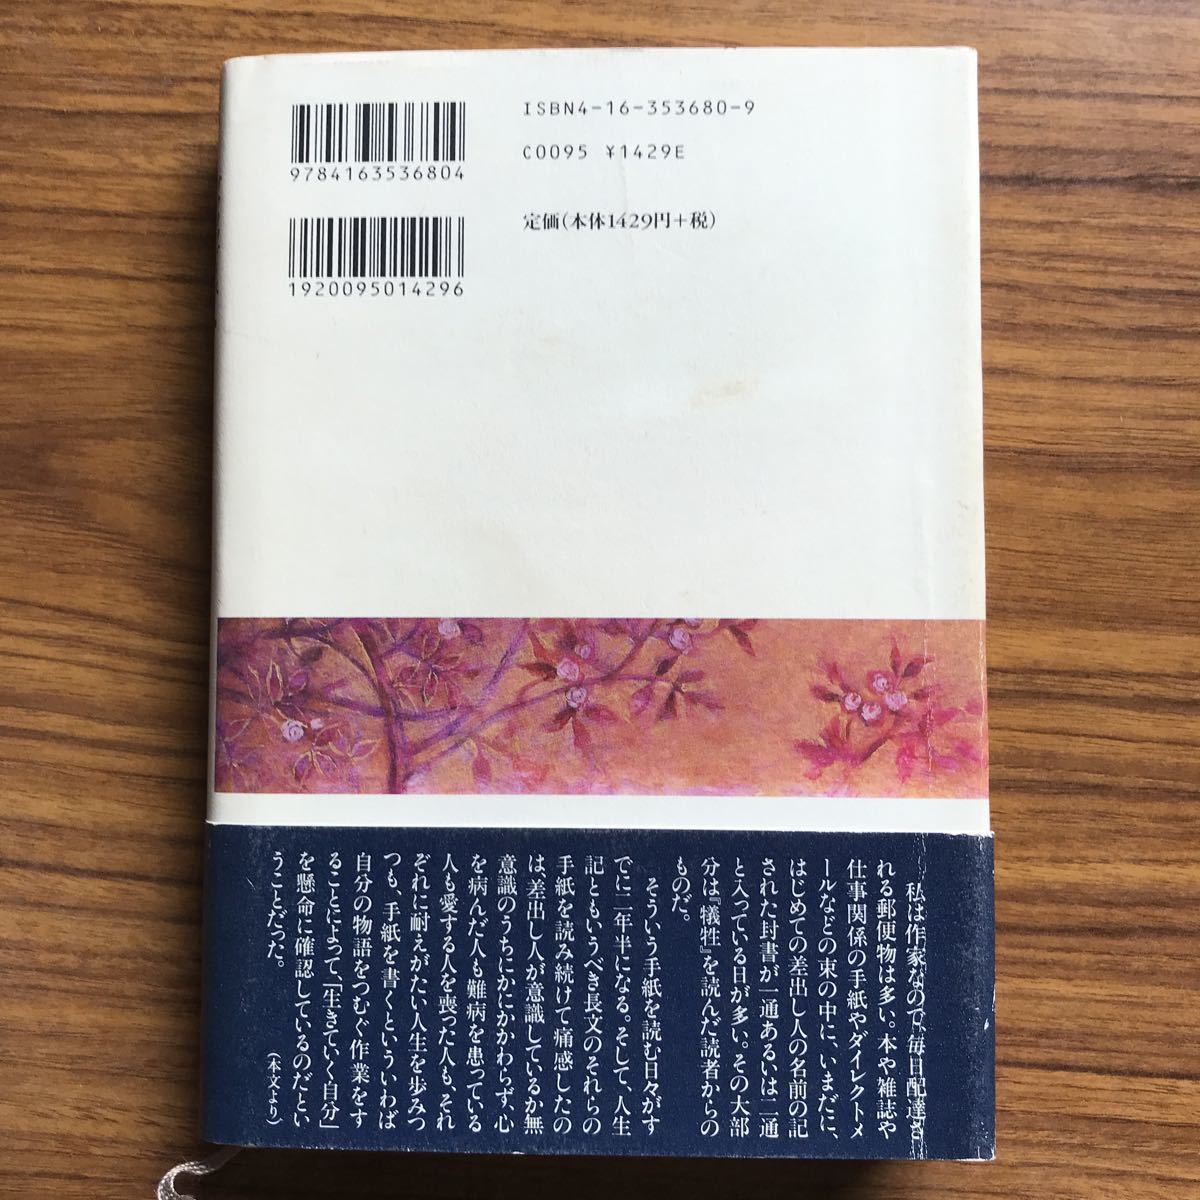 ISBN4-16-353680-9
C0095 ¥1429E
定価(本体1429円+税)
9784163536804
1920095014296
私は作家なので、毎日配達さ
れる郵便物は多い。本や雑誌や
仕事関係の手紙やダイレクトメ
ールなどの束の中に、いまだに、
はじめての差出し人の名前の記
された封書が一通あるいは二通
と入っている日が多い。その大部
分は『犠牲』を読んだ読者からの
ものだ。
そういう手紙を読む日々がす
でに二年半になる。そして、人生
記ともいうべき長文のそれらの
手紙を読み続けて痛感したの
は、差出し人が意識しているか無
意識のうちにかにかかわらず、心
を病んだ人も難病を患っている
人も愛する人を喪った人も、それ
ぞれに耐えがたい人生を歩みつ
つも、手紙を書くといういわば
自分の物語をつむぐ作業をす
ることによって、「生きていく自分」
を懸命に確認しているのだとい
うことだった。
(本文より)